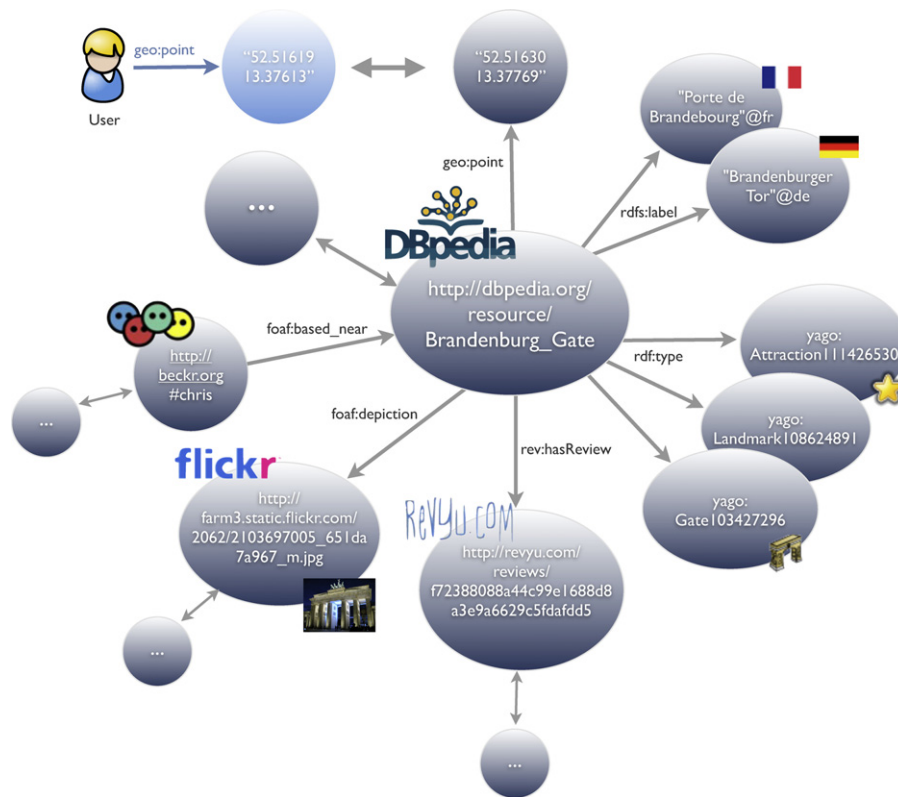 geo:point
User
"52.51619
13.37613"
"52.51630
13.37769"
"Porte de
Brandebourg"@fr
"Brandenburger
Tor"@de
geo:point
rdfs:label
...
DBpedia
http://dbpedia.org/
resource/
Brandenburg_Gate
foaf:based_near
http://
beckr.org
#chris
...
yago:
Attraction111426530
rdf:type
yago:
Landmark108624891
yago:
Gate103427296
foaf:depiction
rev:hasReview
flickr
http://
farm3.static.flickr.com/
2062/2103697005_651da
7a967_m.jpg
...
ReVYU.COM
http://revyu.com/
reviews/
f72388088a44c99e1688d8
a3e9a6629c5fdafdd5
...